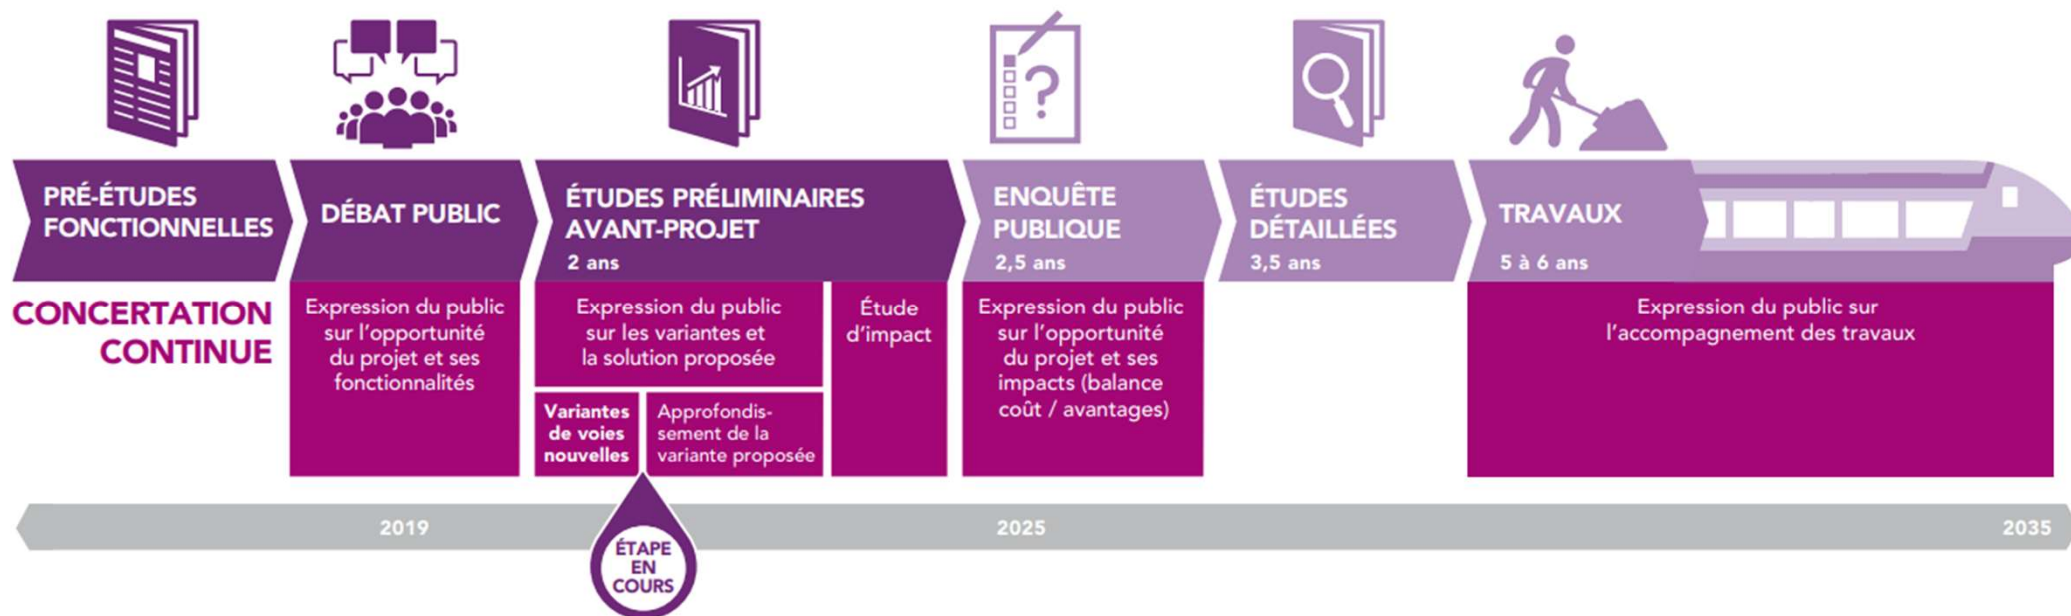 PRÉ-ÉTUDES
FONCTIONNELLES
DÉBAT PUBLIC
ÉTUDES PRÉLIMINAIRES
AVANT-PROJET
2 ans
ENQUÊTE
PUBLIQUE
2,5 ans
ÉTUDES
DÉTAILLÉES
3,5 ans
TRAVAUX
5 à 6 ans
CONCERTATION
CONTINUE
Expression du public
sur l'opportunité
du projet et ses
fonctionnalités
Expression du public
sur les variantes et
la solution proposée
Variantes
de voies
nouvelles
Approfondis-
sement de la
variante proposée
Étude
d'impact
Expression du public
sur l'opportunité
du projet et ses
impacts (balance
coût / avantages)
Expression du public sur
l'accompagnement des travaux
2019
2025
2035
ÉTAPE
EN
COURS